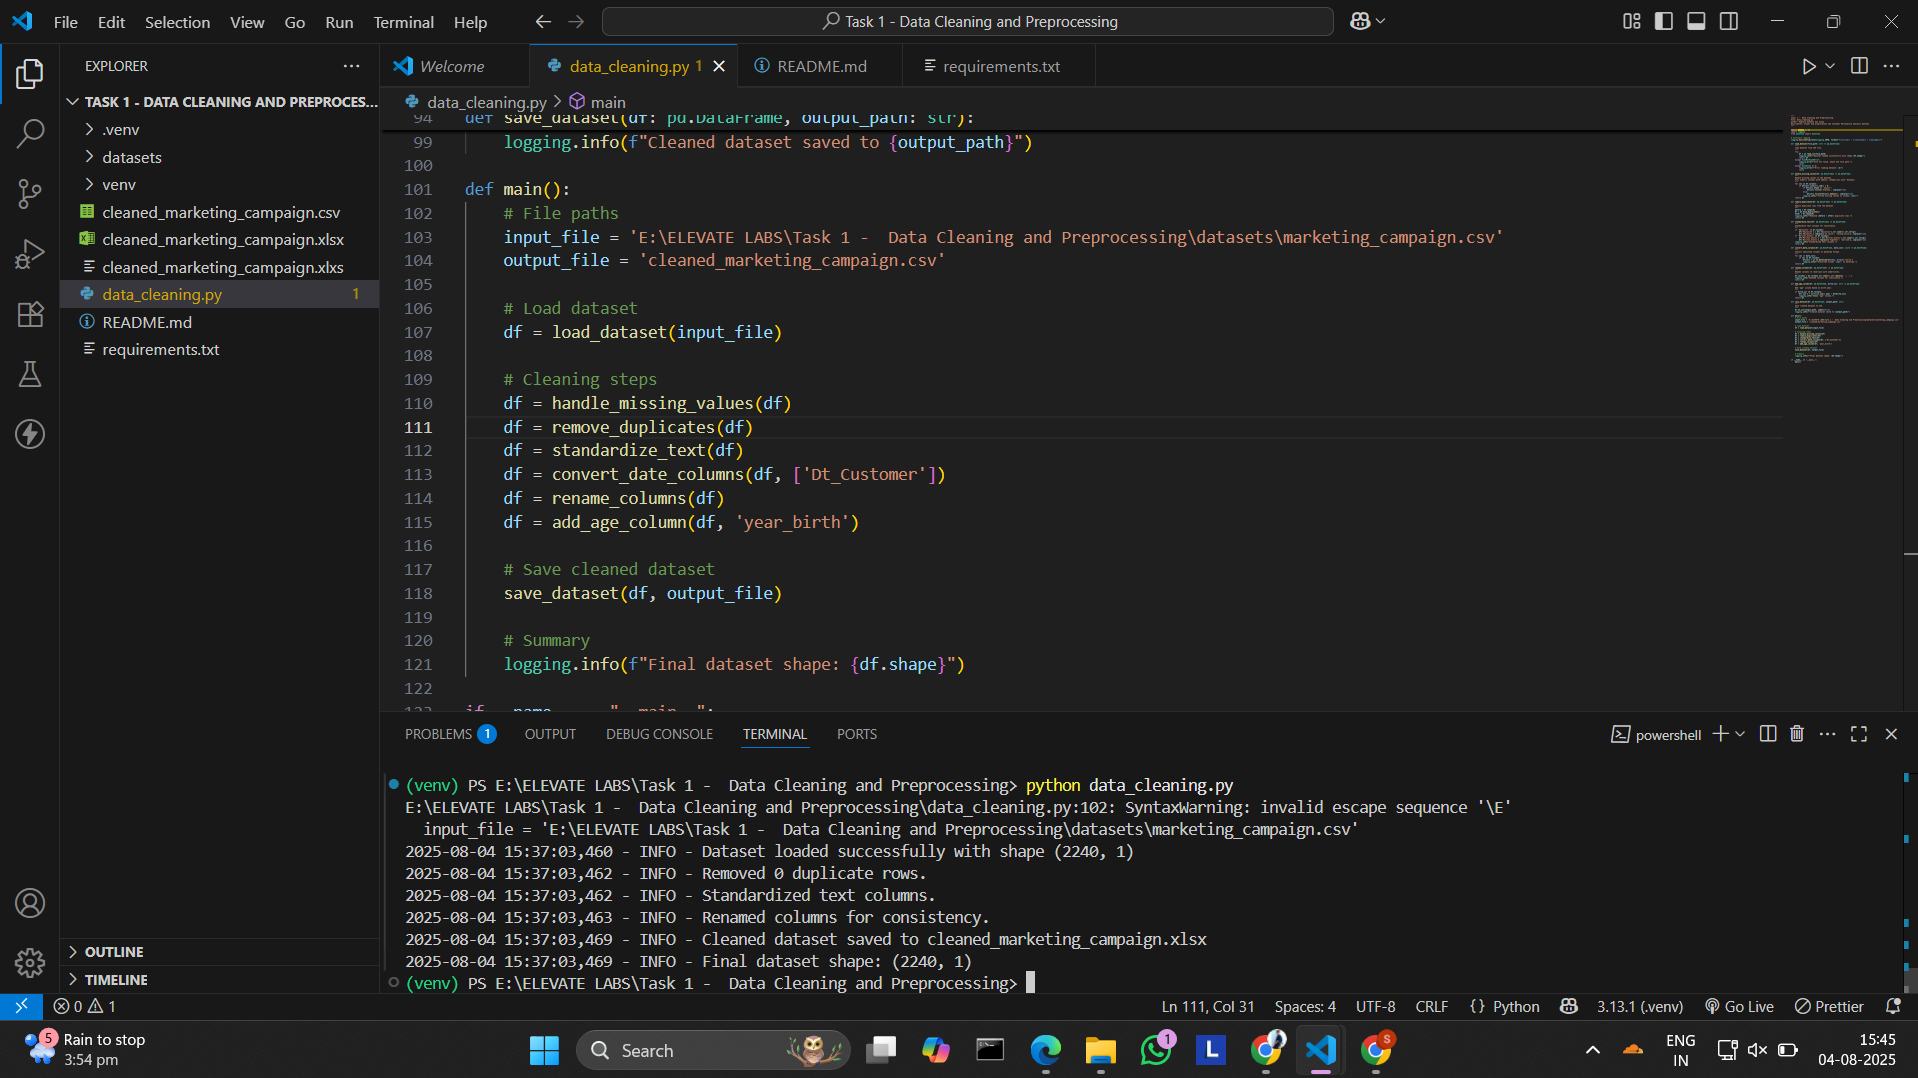 File Edit Selection View Go Run Terminal Help
Task 1 - Data Cleaning and Preprocessing
EXPLORER
TASK 1 - DATA CLEANING AND PREPROCES...
.venv
datasets
venv
cleaned_marketing_campaign.csv
cleaned_marketing_campaign.xlsx
cleaned_marketing_campaign.xlxs
data_cleaning.py 1
README.md
requirements.txt
OUTLINE
TIMELINE
Welcome data_cleaning.py 1 README.md requirements.txt
data_cleaning.py > main
94 def save_dataset(df: pd.DataFrame, output_path: str):
99 logging.info(f"Cleaned dataset saved to {output_path}")
100
101 def main():
102 # File paths
103 input_file = 'E:\ELEVATE LABS\Task 1 -  Data Cleaning and Preprocessing\datasets\marketing_campaign.csv'
104 output_file = 'cleaned_marketing_campaign.csv'
105
106 # Load dataset
107 df = load_dataset(input_file)
108
109 # Cleaning steps
110 df = handle_missing_values(df)
111 df = remove_duplicates(df)
112 df = standardize_text(df)
113 df = convert_date_columns(df, ['Dt_Customer'])
114 df = rename_columns(df)
115 df = add_age_column(df, 'year_birth')
116
117 # Save cleaned dataset
118 save_dataset(df, output_file)
119
120 # Summary
121 logging.info(f"Final dataset shape: {df.shape}")
122
PROBLEMS 1 OUTPUT DEBUG CONSOLE TERMINAL PORTS
powershell
(venv) PS E:\ELEVATE LABS\Task 1 -  Data Cleaning and Preprocessing> python data_cleaning.py
E:\ELEVATE LABS\Task 1 -  Data Cleaning and Preprocessing\data_cleaning.py:102: SyntaxWarning: invalid escape sequence '\E'
input_file = 'E:\ELEVATE LABS\Task 1 -  Data Cleaning and Preprocessing\datasets\marketing_campaign.csv'
2025-08-04 15:37:03,460 - INFO - Dataset loaded successfully with shape (2240, 1)
2025-08-04 15:37:03,462 - INFO - Removed 0 duplicate rows.
2025-08-04 15:37:03,462 - INFO - Standardized text columns.
2025-08-04 15:37:03,463 - INFO - Renamed columns for consistency.
2025-08-04 15:37:03,469 - INFO - Cleaned dataset saved to cleaned_marketing_campaign.xlsx
2025-08-04 15:37:03,469 - INFO - Final dataset shape: (2240, 1)
(venv) PS E:\ELEVATE LABS\Task 1 -  Data Cleaning and Preprocessing>
0 1 Ln 111, Col 31 Spaces: 4 UTF-8 CRLF {} Python 3.13.1 (.venv) Go Live Prettier
5 Rain to stop
3:54 pm
Search
1
L
S
ENG
IN
15:45
04-08-2025